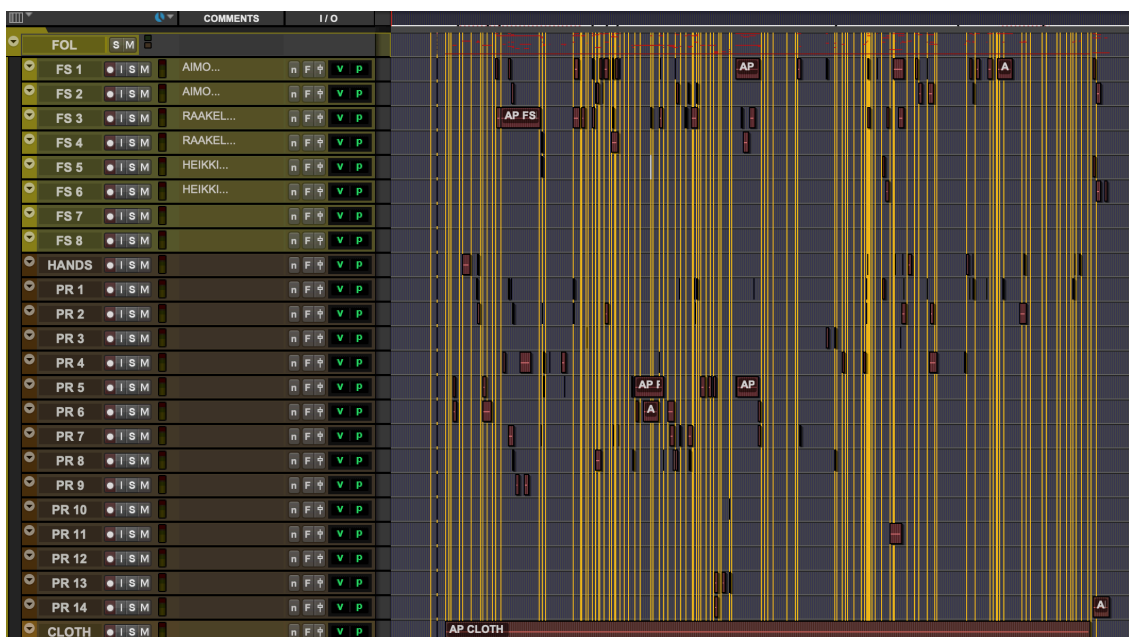 COMMENTS I / O
FOL S M
FS 1 I S M AIMO... n F v p AP A
FS 2 I S M AIMO... n F v p
FS 3 I S M RAAKEL... n F v p AP FS
FS 4 I S M RAAKEL... n F v p
FS 5 I S M HEIKKI... n F v p
FS 6 I S M HEIKKI... n F v p
FS 7 I S M n F v p
FS 8 I S M n F v p
HANDS I S M n F v p
PR 1 I S M n F v p
PR 2 I S M n F v p
PR 3 I S M n F v p
PR 4 I S M n F v p
PR 5 I S M n F v p AP F AP
PR 6 I S M n F v p A
PR 7 I S M n F v p
PR 8 I S M n F v p
PR 9 I S M n F v p
PR 10 I S M n F v p
PR 11 I S M n F v p
PR 12 I S M n F v p
PR 13 I S M n F v p
PR 14 I S M n F v p A
CLOTH I S M n F v p AP CLOTH